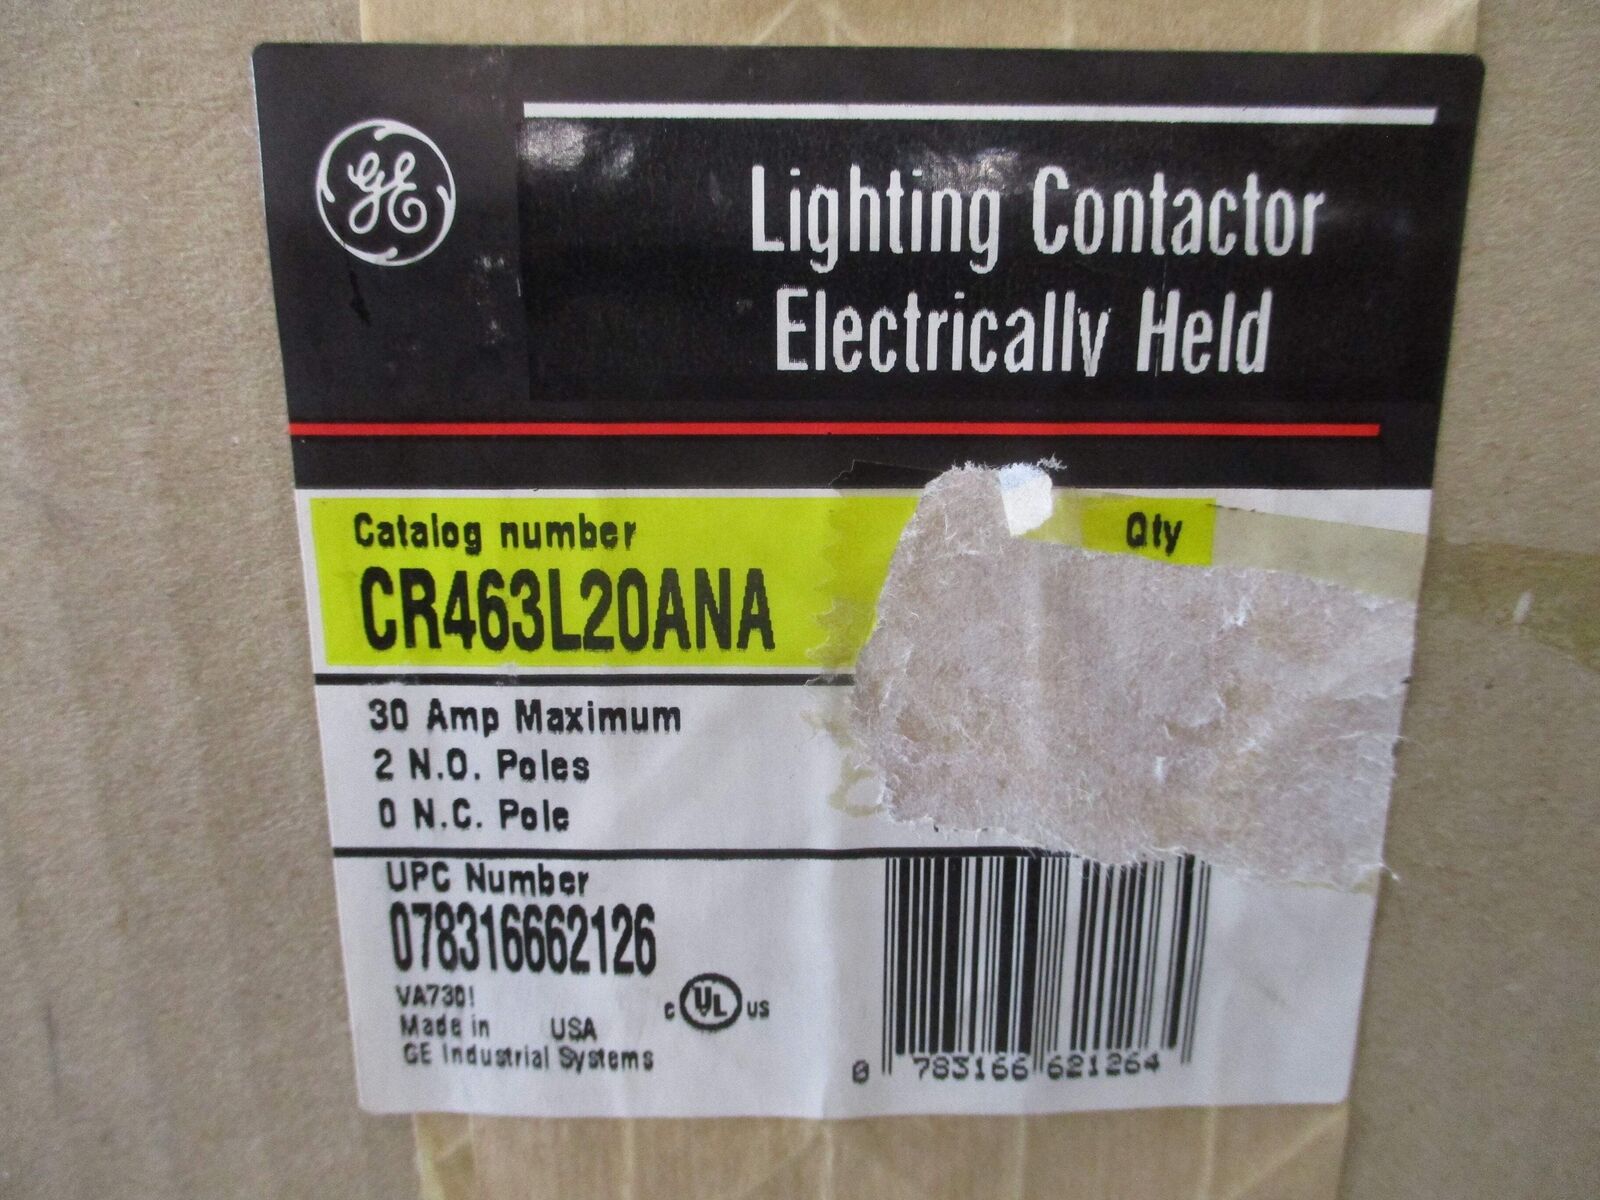 GE
Lighting Contactor
Electrically Held
Catalog number
Qty
CR463L20ANA
30 Amp Maximum
2 N.O. Poles
0 N.C. Pole
UPC Number
078316662126
VA730!
Made in USA
GE Industrial Systems
c UL us
0 783166 621264